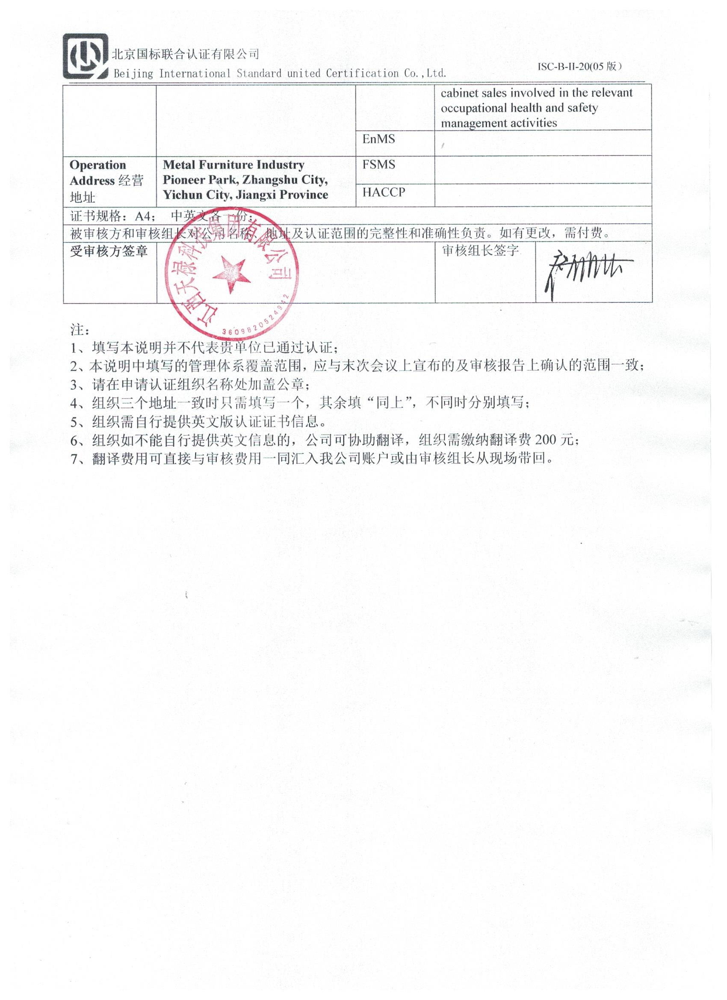 北京国标联合认证有限公司
Beijing International Standard united Certification Co.,Ltd.
ISC-B-II-20(05 版）
cabinet sales involved in the relevant
occupational health and safety
management activities
EnMS
Operation
Address 经营
地址
Metal Furniture Industry
Pioneer Park, Zhangshu City,
Yichun City, Jiangxi Province
FSMS
HACCP
证书规格：A4； 中英文各一份；
被审核方和审核组长对公司名称、地址及认证范围的完整性和准确性负责。如有更改，需付费。
受审核方签章
江西天禄科技集团有限公司
3609820524942
审核组长签字
注：
1、填写本说明并不代表贵单位已通过认证；
2、本说明中填写的管理体系覆盖范围，应与末次会议上宣布的及审核报告上确认的范围一致；
3、请在申请认证组织名称处加盖公章；
4、组织三个地址一致时只需填写一个，其余填“同上”，不同时分别填写；
5、组织需自行提供英文版认证证书信息。
6、组织如不能自行提供英文信息的，公司可协助翻译，组织需缴纳翻译费 200 元；
7、翻译费用可直接与审核费用一同汇入我公司账户或由审核组长从现场带回。